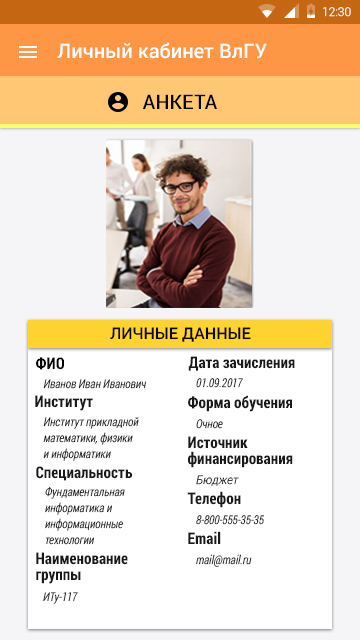 12:30
Личный кабинет ВлГУ
АНКЕТА
ЛИЧНЫЕ ДАННЫЕ
ФИО
Иванов Иван Иванович
Институт
Институт прикладной
математики, физики
и информатики
Специальность
Фундаментальная
информатика и
информационные
технологии
Наименование
группы
ИТу-117
Дата зачисления
01.09.2017
Форма обучения
Очное
Источник
финансирования
Бюджет
Телефон
8-800-555-35-35
Email
mail@mail.ru